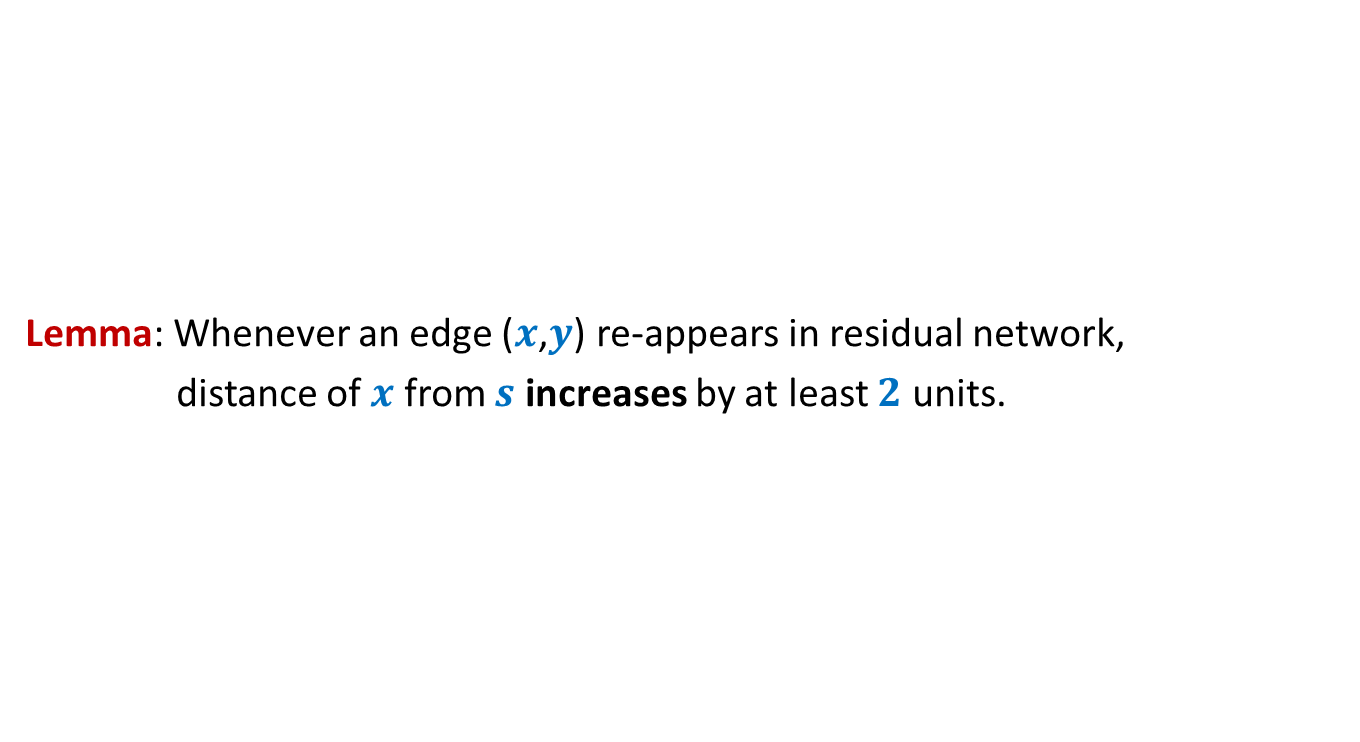 Lemma: Whenever an edge (x,y) re-appears in residual network,
distance of x from s increases by at least 2 units.